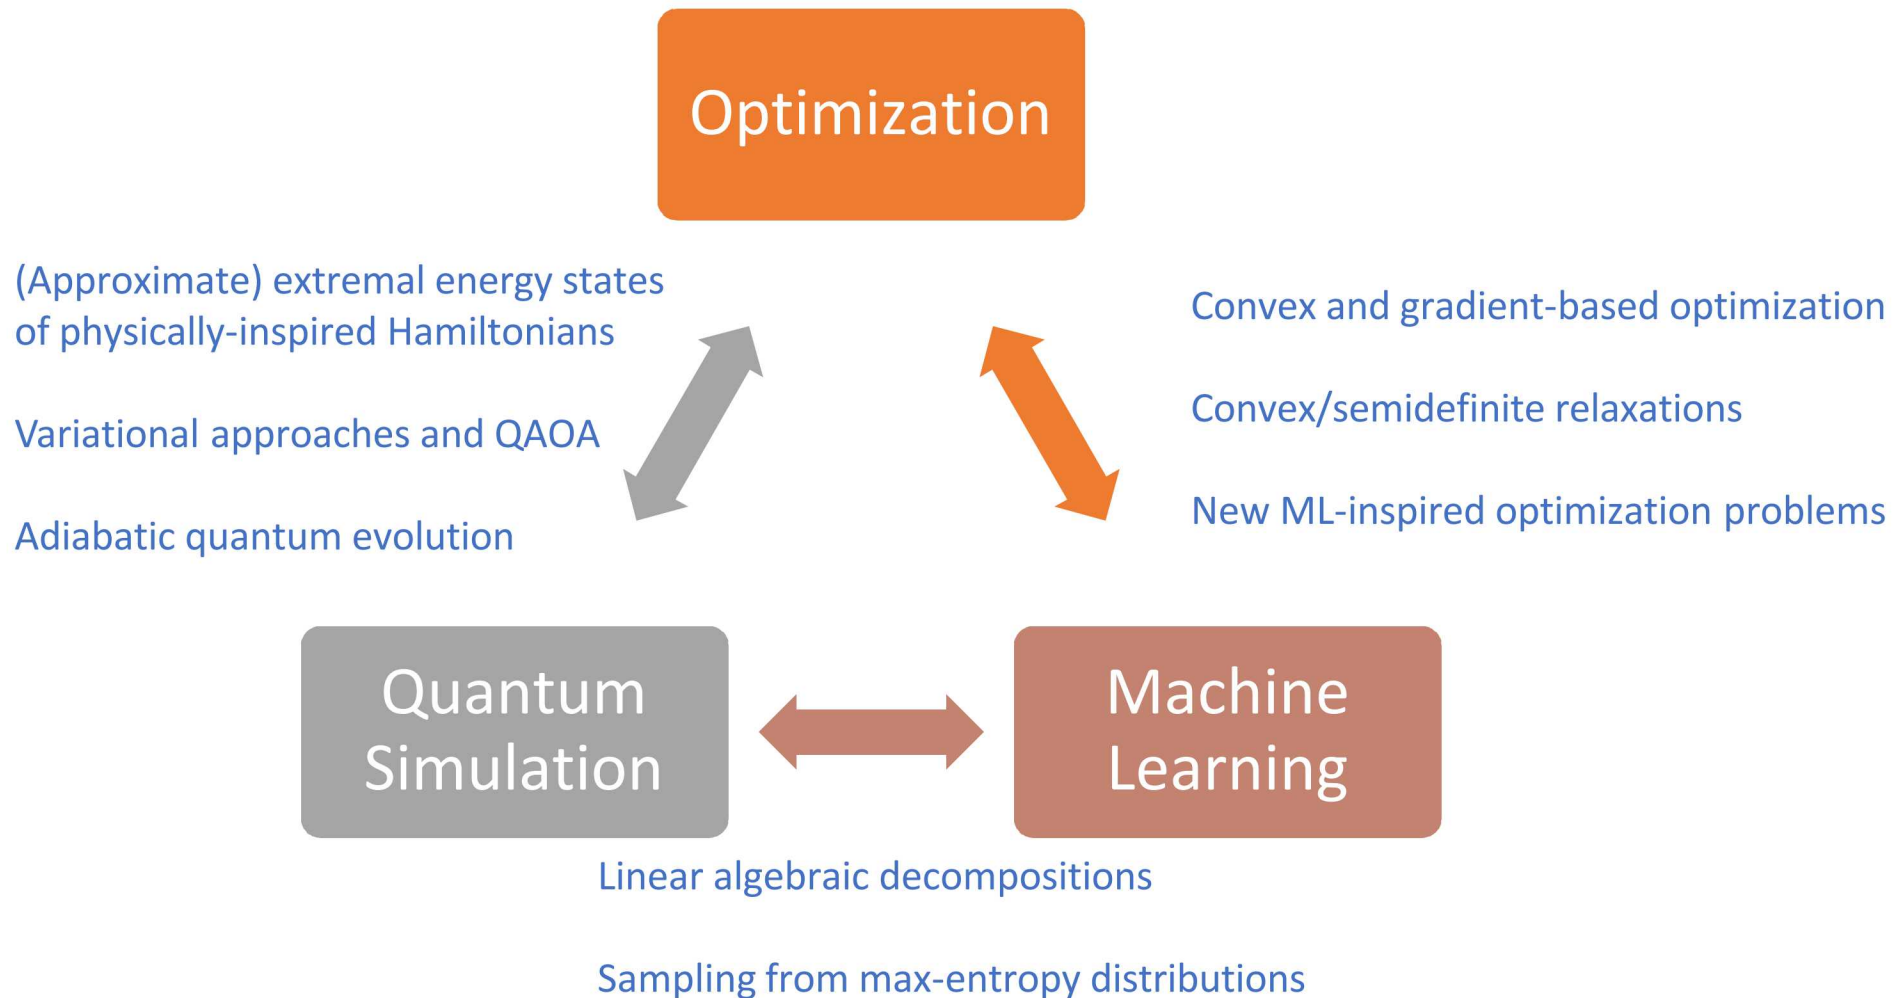 Optimization
(Approximate) extremal energy states
of physically-inspired Hamiltonians
Variational approaches and QAOA
Adiabatic quantum evolution
Convex and gradient-based optimization
Convex/semidefinite relaxations
New ML-inspired optimization problems
Quantum
Simulation
Machine
Learning
Linear algebraic decompositions
Sampling from max-entropy distributions